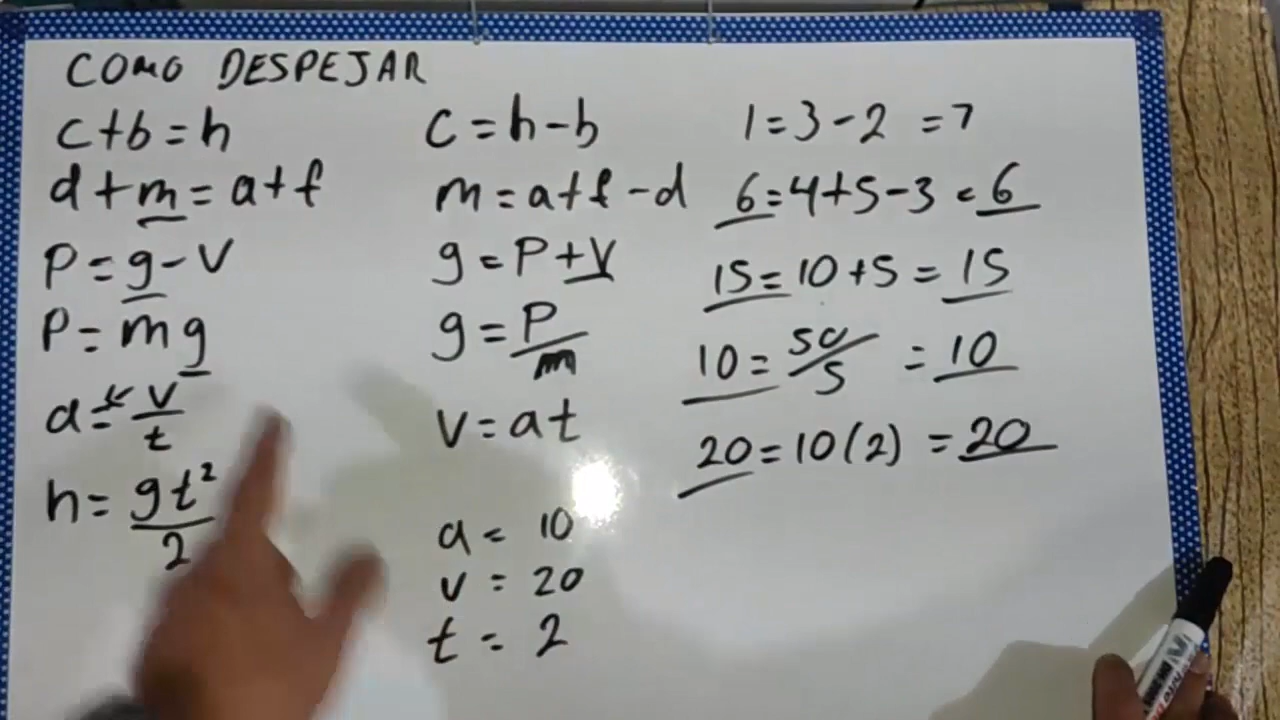 COMO DESPEJAR
c+b=h c=h-b 1=3-2 =7
d+m=a+f m=a+f-d 6=4+5-3 = 6
P=g-v g=P+v 15=10+5=15
P=mg g=P/m 10=50/5 =10
a=v/t v=at 20=10(2) =20
h=gt²/2
a= 10
v = 20
t = 2